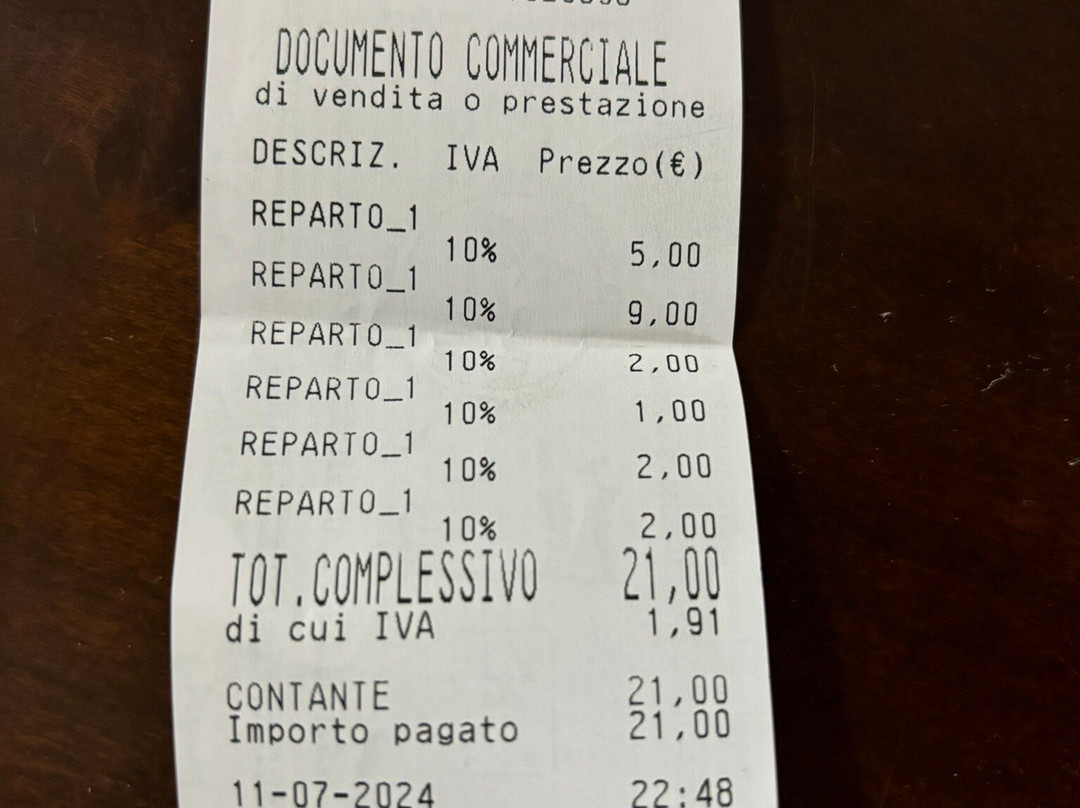 DOCUMENTO COMMERCIALE
di vendita o prestazione
DESCRIZ. IVA Prezzo(€)
REPARTO_1
10% 5,00
REPARTO_1
10% 9,00
REPARTO_1
10% 2,00
REPARTO_1
10% 1,00
REPARTO_1
10% 2,00
REPARTO_1
10% 2,00
TOT.COMPLESSIVO 21,00
di cui IVA 1,91
CONTANTE 21,00
Importo pagato 21,00
11-07-2024 22:48